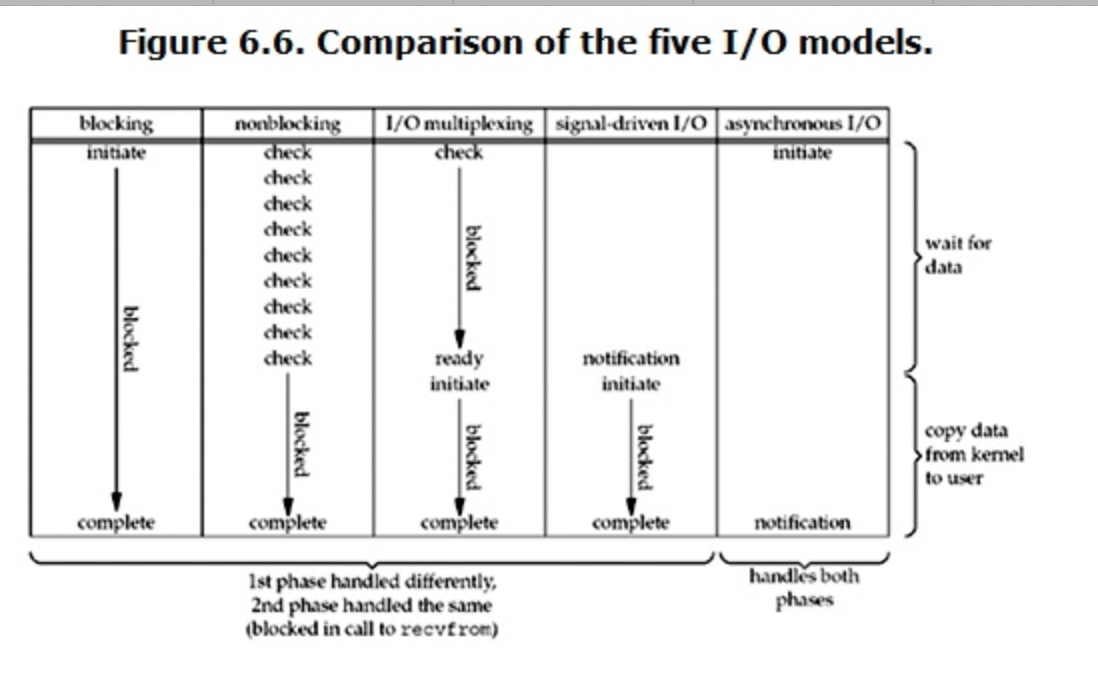 Figure 6.6. Comparison of the five I/O models.
blocking nonblocking I/O multiplexing signal-driven I/O asynchronous I/O
initiate check check initiate
check
check
check
check
check
check
check
check ready notification
initiate initiate
blocked
blocked
blocked
blocked
blocked
complete complete complete complete notification
wait for
data
copy data
from kernel
to user
1st phase handled differently,
2nd phase handled the same
(blocked in call to recvfrom)
handles both
phases